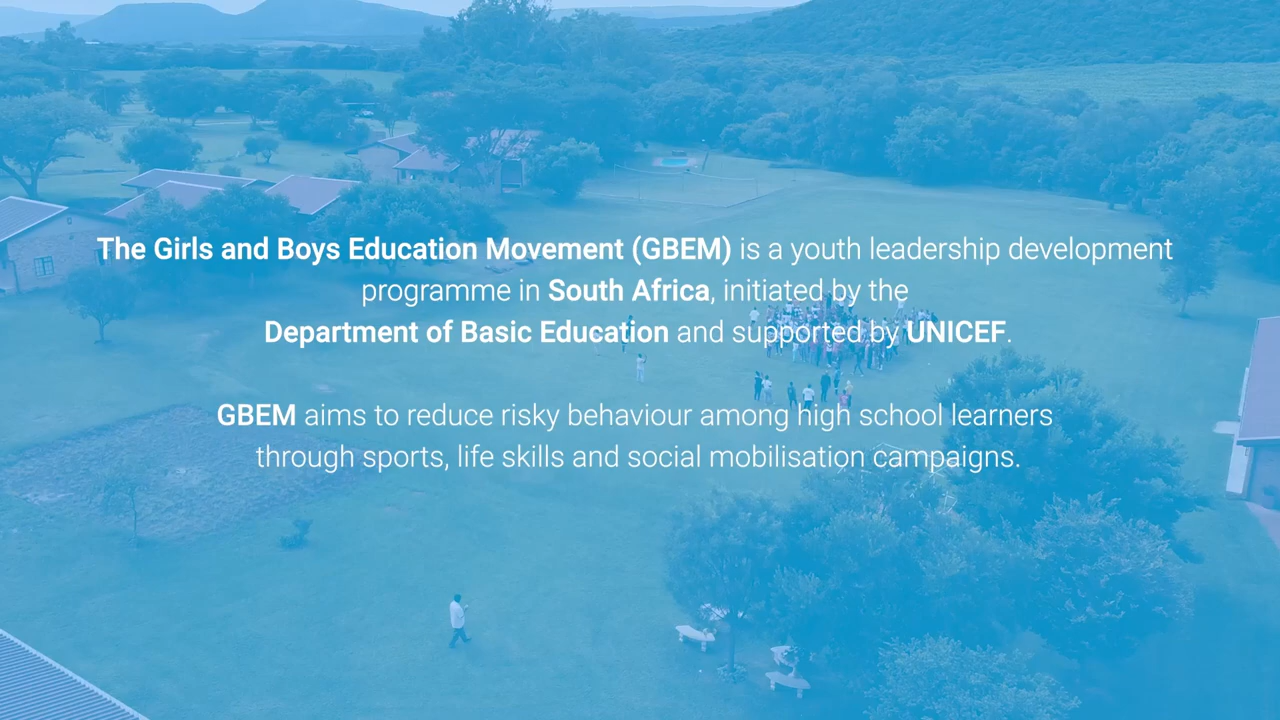 The Girls and Boys Education Movement (GBEM) is a youth leadership development
programme in South Africa, initiated by the
Department of Basic Education and supported by UNICEF.
GBEM aims to reduce risky behaviour among high school learners
through sports, life skills and social mobilisation campaigns.